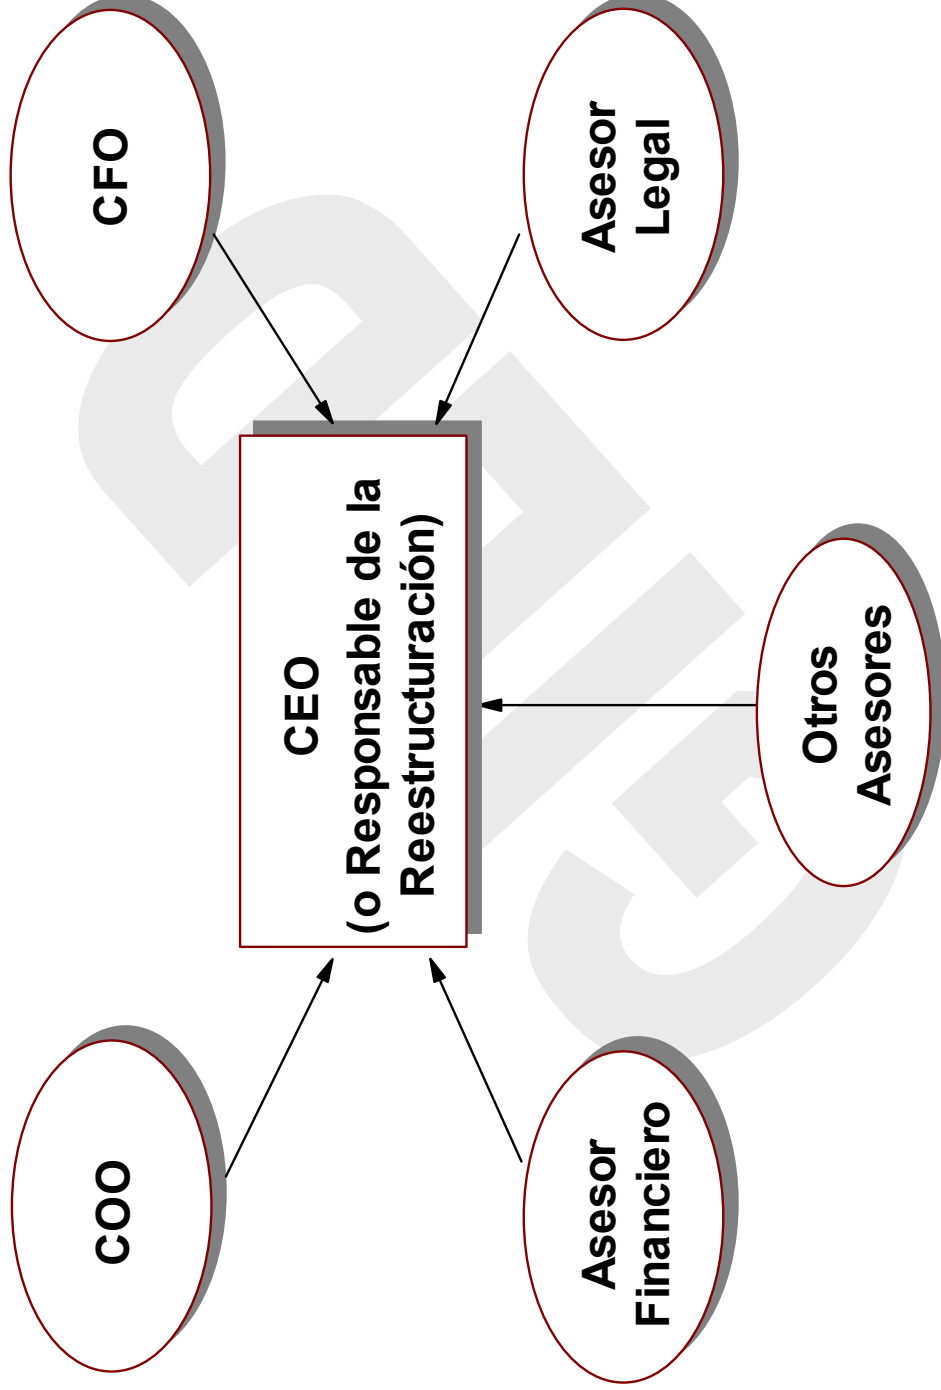 COO
CFO
CEO
(o Responsable de la
Reestructuración)
Asesor
Financiero
Asesor
Legal
Otros
Asesores